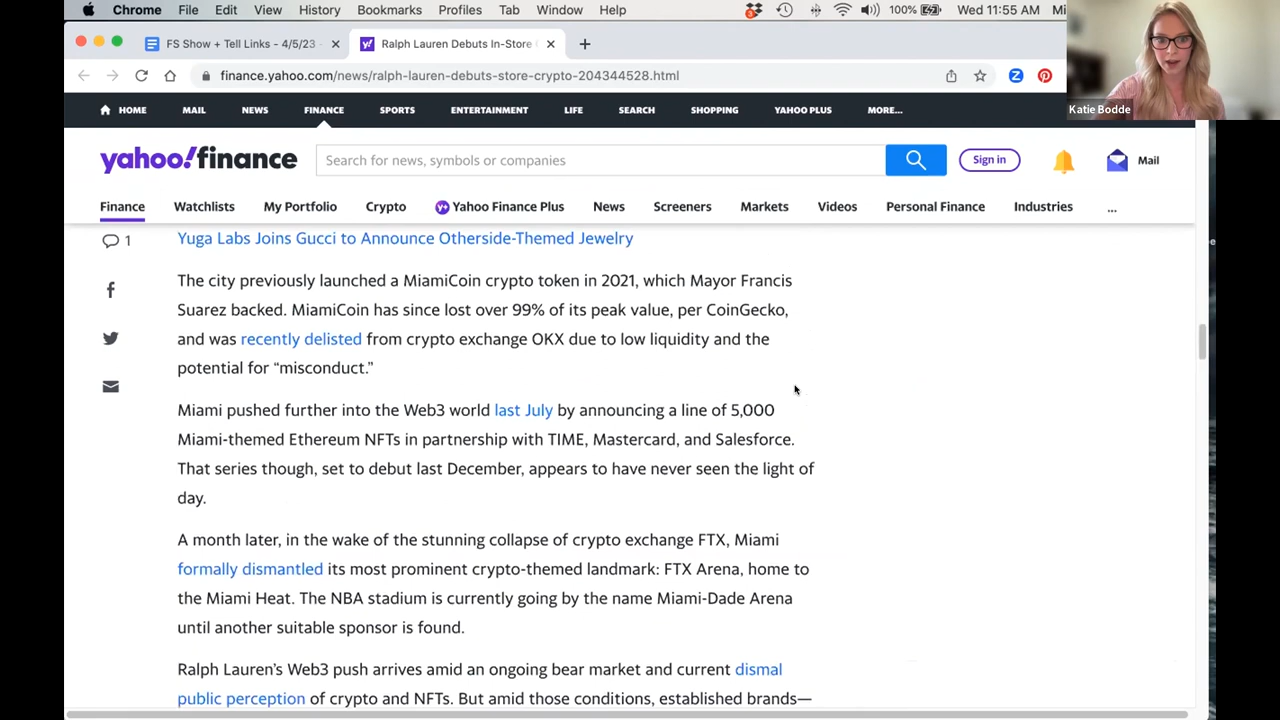 Chrome File Edit View History Bookmarks Profiles Tab Window Help 3 100% Wed 11:55 AM
FS Show + Tell Links - 4/5/23 Ralph Lauren Debuts In-Store
finance.yahoo.com/news/ralph-lauren-debuts-store-crypto-204344528.html
Katie Bodde
HOME MAIL NEWS FINANCE SPORTS ENTERTAINMENT LIFE SEARCH SHOPPING YAHOO PLUS MORE...
yahoo!finance Search for news, symbols or companies Sign in Mail
Finance Watchlists My Portfolio Crypto Yahoo Finance Plus News Screeners Markets Videos Personal Finance Industries ...
1 Yuga Labs Joins Gucci to Announce Otherside-Themed Jewelry
The city previously launched a MiamiCoin crypto token in 2021, which Mayor Francis
Suarez backed. MiamiCoin has since lost over 99% of its peak value, per CoinGecko,
and was recently delisted from crypto exchange OKX due to low liquidity and the
potential for “misconduct.”
Miami pushed further into the Web3 world last July by announcing a line of 5,000
Miami-themed Ethereum NFTs in partnership with TIME, Mastercard, and Salesforce.
That series though, set to debut last December, appears to have never seen the light of
day.
A month later, in the wake of the stunning collapse of crypto exchange FTX, Miami
formally dismantled its most prominent crypto-themed landmark: FTX Arena, home to
the Miami Heat. The NBA stadium is currently going by the name Miami-Dade Arena
until another suitable sponsor is found.
Ralph Lauren’s Web3 push arrives amid an ongoing bear market and current dismal
public perception of crypto and NFTs. But amid those conditions, established brands—